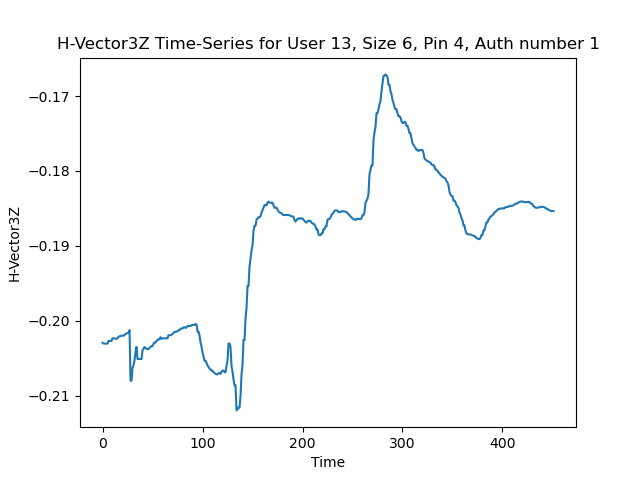 H-Vector3Z Time-Series for User 13, Size 6, Pin 4, Auth number 1
−0.17
−0.18
−0.19
−0.20
−0.21
H-Vector3Z
0 100 200 300 400
Time